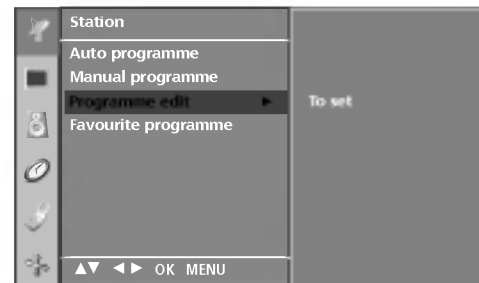 Station
Auto programme
Manual programme
Programme edit ►
To set
Favourite programme
▲▼ ◄► OK MENU